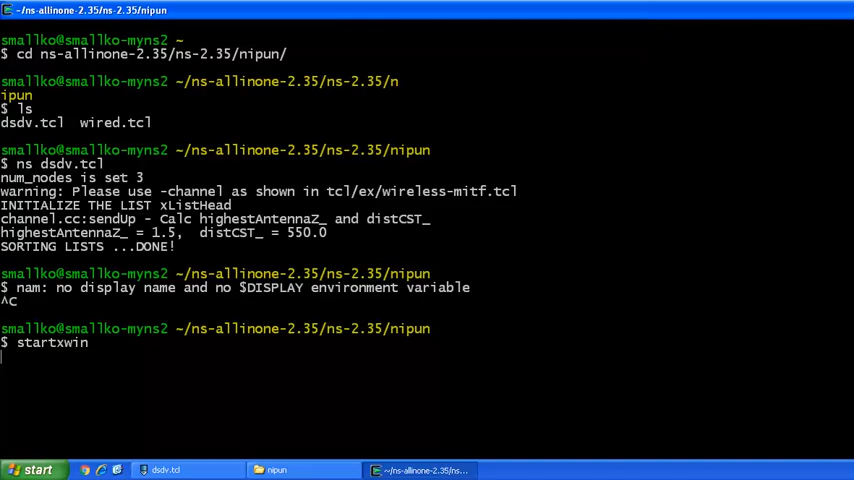 ~/ns-allinone-2.35/ns-2.35/nipun
smallko@smallko-myns2 ~
$ cd ns-allinone-2.35/ns-2.35/nipun/
smallko@smallko-myns2 ~/ns-allinone-2.35/ns-2.35/n
ipun
$ ls
dsdv.tcl  wired.tcl
smallko@smallko-myns2 ~/ns-allinone-2.35/ns-2.35/nipun
$ ns dsdv.tcl
num_nodes is set 3
warning: Please use -channel as shown in tcl/ex/wireless-mitf.tcl
INITIALIZE THE LIST xListHead
channel.cc:sendUp - Calc highestAntennaZ_ and distCST_
highestAntennaZ_ = 1.5,  distCST_ = 550.0
SORTING LISTS ...DONE!
smallko@smallko-myns2 ~/ns-allinone-2.35/ns-2.35/nipun
$ nam: no display name and no $DISPLAY environment variable
^C
smallko@smallko-myns2 ~/ns-allinone-2.35/ns-2.35/nipun
$ startxwin
start
dsdv.tcl
nipun
~/ns-allinone-2.35/ns...